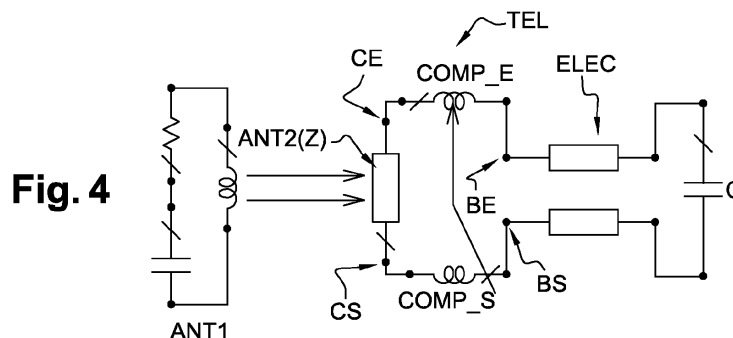 TEL
CE
COMP_E
ELEC
ANT2(Z)
Fig. 4
BE
CS
COMP_S
BS
ANT1